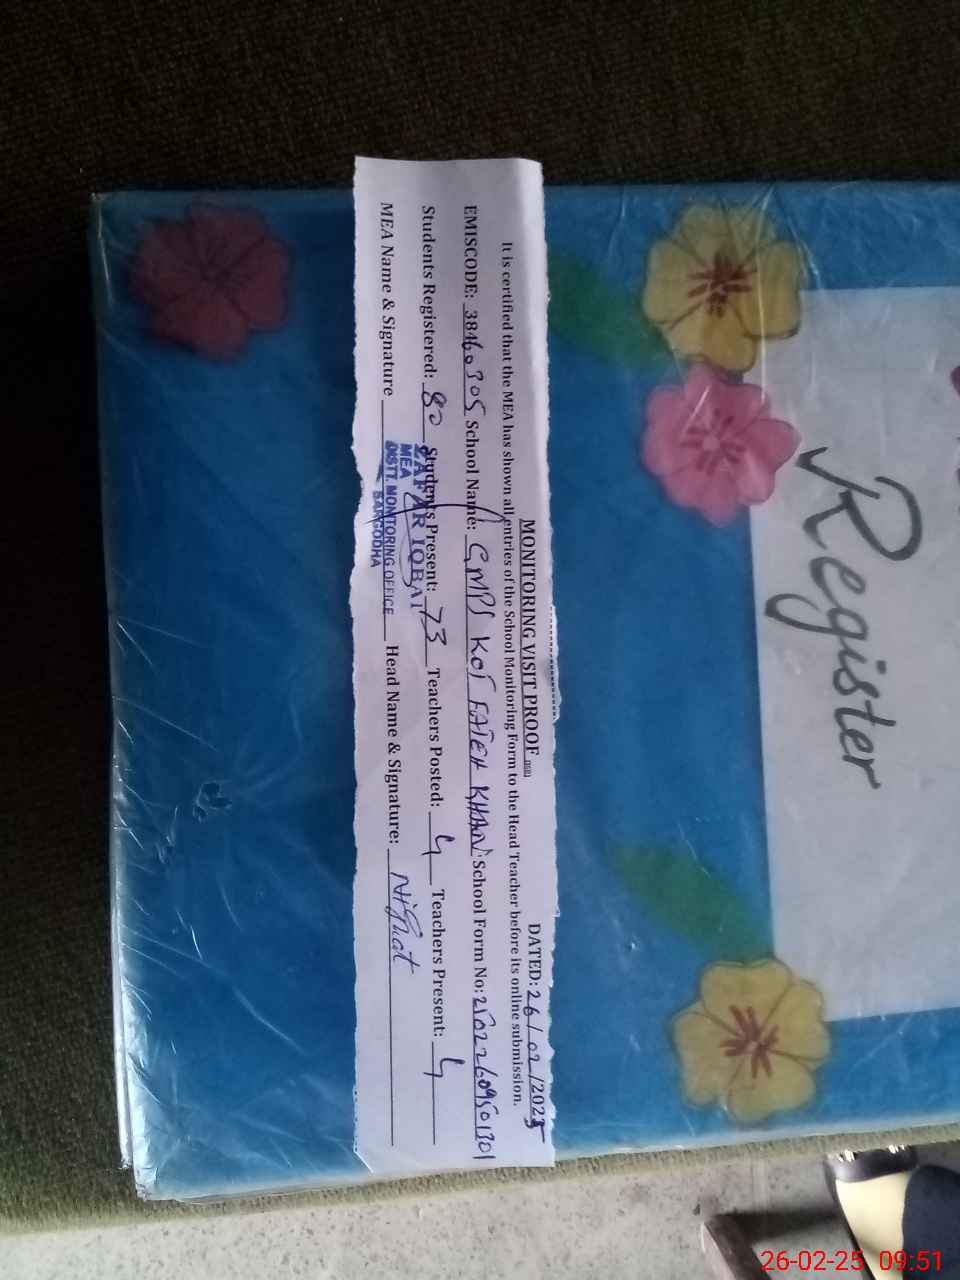 MONITORING VISIT PROOF
DATED: 26/02/2025
It is certified that the MEA has shown all entries of the School Monitoring Form to the Head Teacher before its online submission.
EMISCODE: 38460305 School Name: GMPS KOT FATEH KHAN School Form No: 25022609501301
Students Registered: 80 Students Present: 73 Teachers Posted: 4 Teachers Present: 4
MEA Name & Signature Head Name & Signature: Nighat
ZAFAR IQBAL
MEA
DISTT. MONITORING OFFICE
SARGODHA
Register
26-02-25 09:51